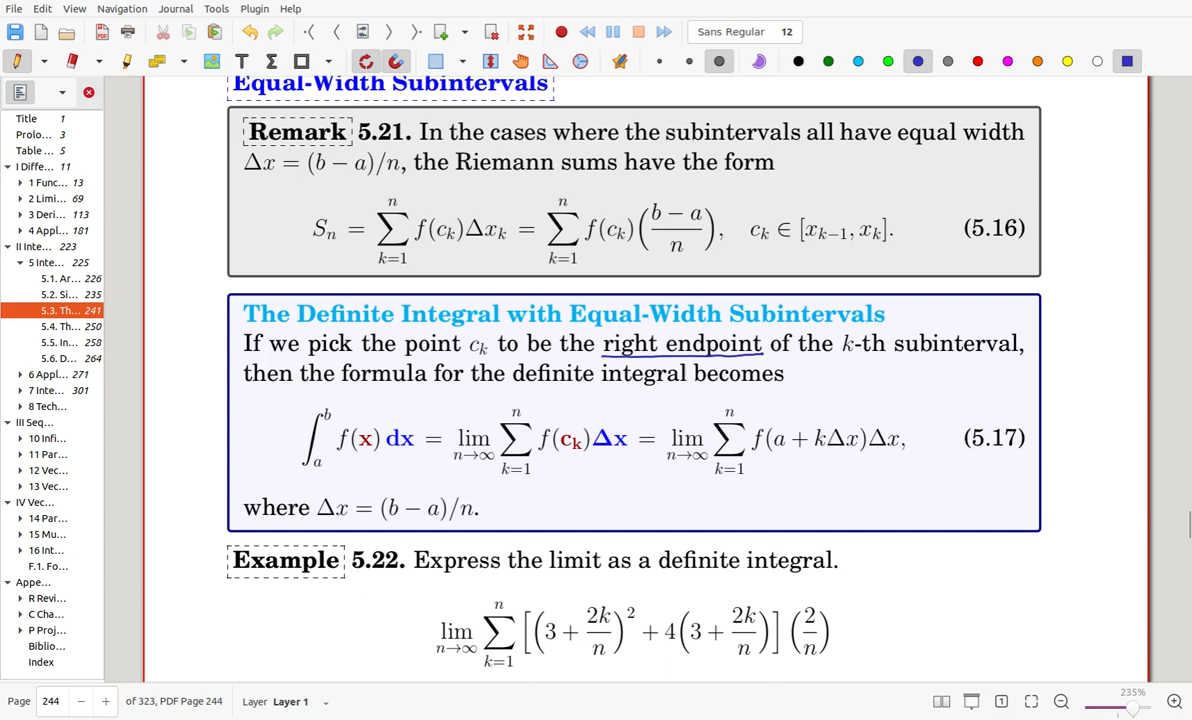 File Edit View Navigation Journal Tools Plugin Help
Sans Regular 12
Title 1
Prolo... 3
Table ... 5
I Diffe... 11
1 Func... 13
2 Limi... 69
3 Deri... 113
4 Appl... 181
II Inte... 223
5 Inte... 225
5.1. Ar... 226
5.2. Si... 235
5.3. Th... 241
5.4. Th... 250
5.5. In... 258
5.6. D... 264
6 Appl... 271
7 Inte... 301
8 Tech...
III Seq...
10 Infi...
11 Par...
12 Vec...
13 Vec...
IV Vec...
14 Par...
15 Mu...
16 Int...
F.1. Fo...
Appe...
R Revi...
C Cha...
P Proj...
Biblio...
Index
Equal-Width Subintervals
Remark 5.21. In the cases where the subintervals all have equal width
Δx = (b − a)/n, the Riemann sums have the form
S_n = ∑_{k=1}^{n} f(c_k)Δx_k = ∑_{k=1}^{n} f(c_k)((b − a)/n), c_k ∈ [x_{k−1}, x_k]. (5.16)
The Definite Integral with Equal-Width Subintervals
If we pick the point c_k to be the right endpoint of the k-th subinterval,
then the formula for the definite integral becomes
∫_a^b f(x) dx = lim_{n→∞} ∑_{k=1}^{n} f(c_k)Δx = lim_{n→∞} ∑_{k=1}^{n} f(a + kΔx)Δx, (5.17)
where Δx = (b − a)/n.
Example 5.22. Express the limit as a definite integral.
lim_{n→∞} ∑_{k=1}^{n} [(3 + 2k/n)^2 + 4(3 + 2k/n)] (2/n)
Page 244 − + of 323, PDF Page 244 Layer Layer 1 235%